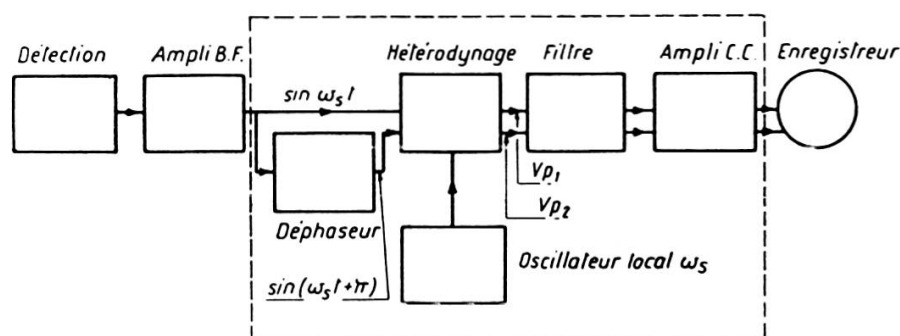 Détection
Ampli B.F.
Hétérodynage
Filtre
Ampli C.C.
Enregistreur
sin ωₛt
Vp₁
Vp₂
Déphaseur
Oscillateur local ωₛ
sin(ωₛt+π)